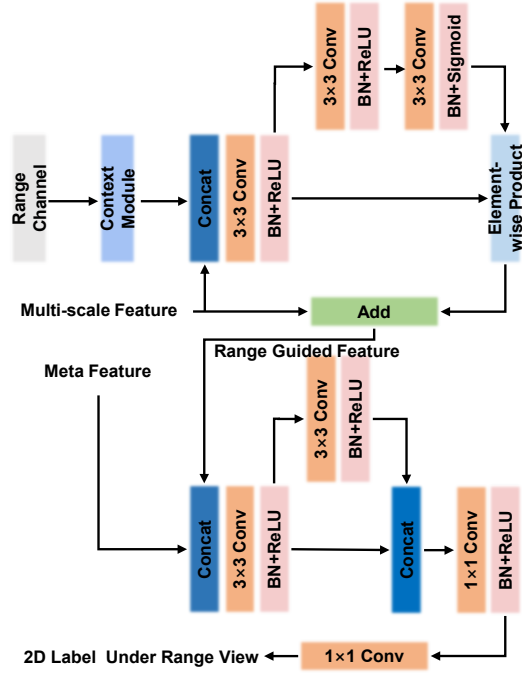 3×3 Conv
BN+ReLU
3×3 Conv
BN+Sigmoid
Range
Channel
Context
Module
Concat
3×3 Conv
BN+ReLU
Element-
wise Product
Multi-scale Feature
Add
Range Guided Feature
Meta Feature
3×3 Conv
BN+ReLU
Concat
3×3 Conv
BN+ReLU
Concat
1×1 Conv
BN+ReLU
2D Label Under Range View
1×1 Conv